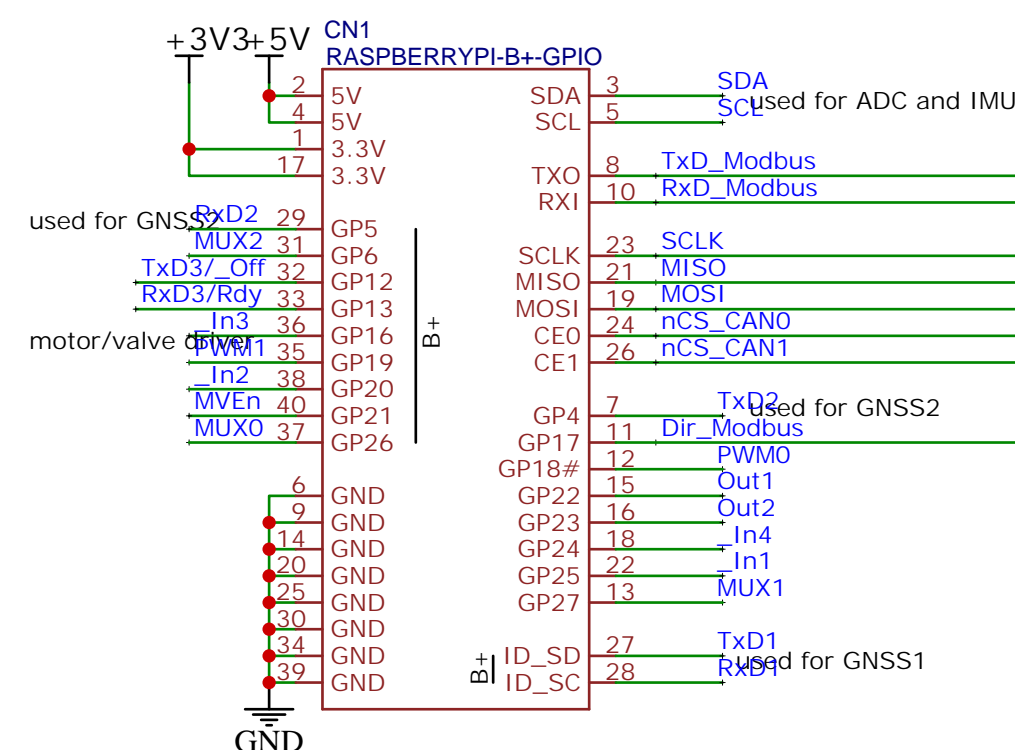 CN1
RASPBERRYPI-B+-GPIO
+3V3 +5V
2 5V
4 5V
1 3.3V
17 3.3V
used for GNSS2
RxD2 29 GP5
MUX2 31 GP6
TxD3/_Off 32 GP12
RxD3/Rdy 33 GP13
_In3 36 GP16
motor/valve driver
PWM1 35 GP19
_In2 38 GP20
MVEn 40 GP21
MUX0 37 GP26
B+
6 GND
9 GND
14 GND
20 GND
25 GND
30 GND
34 GND
39 GND
GND
SDA 3 SDA
used for ADC and IMU
SCL 5 SCL
TXO 8 TxD_Modbus
RXI 10 RxD_Modbus
SCLK 23 SCLK
MISO 21 MISO
MOSI 19 MOSI
CE0 24 nCS_CAN0
CE1 26 nCS_CAN1
GP4 7 TxD2
used for GNSS2
GP17 11 Dir_Modbus
GP18# 12 PWM0
GP22 15 Out1
GP23 16 Out2
GP24 18 _In4
GP25 22 _In1
GP27 13 MUX1
B+
ID_SD 27 TxD1
used for GNSS1
ID_SC 28 RxD1